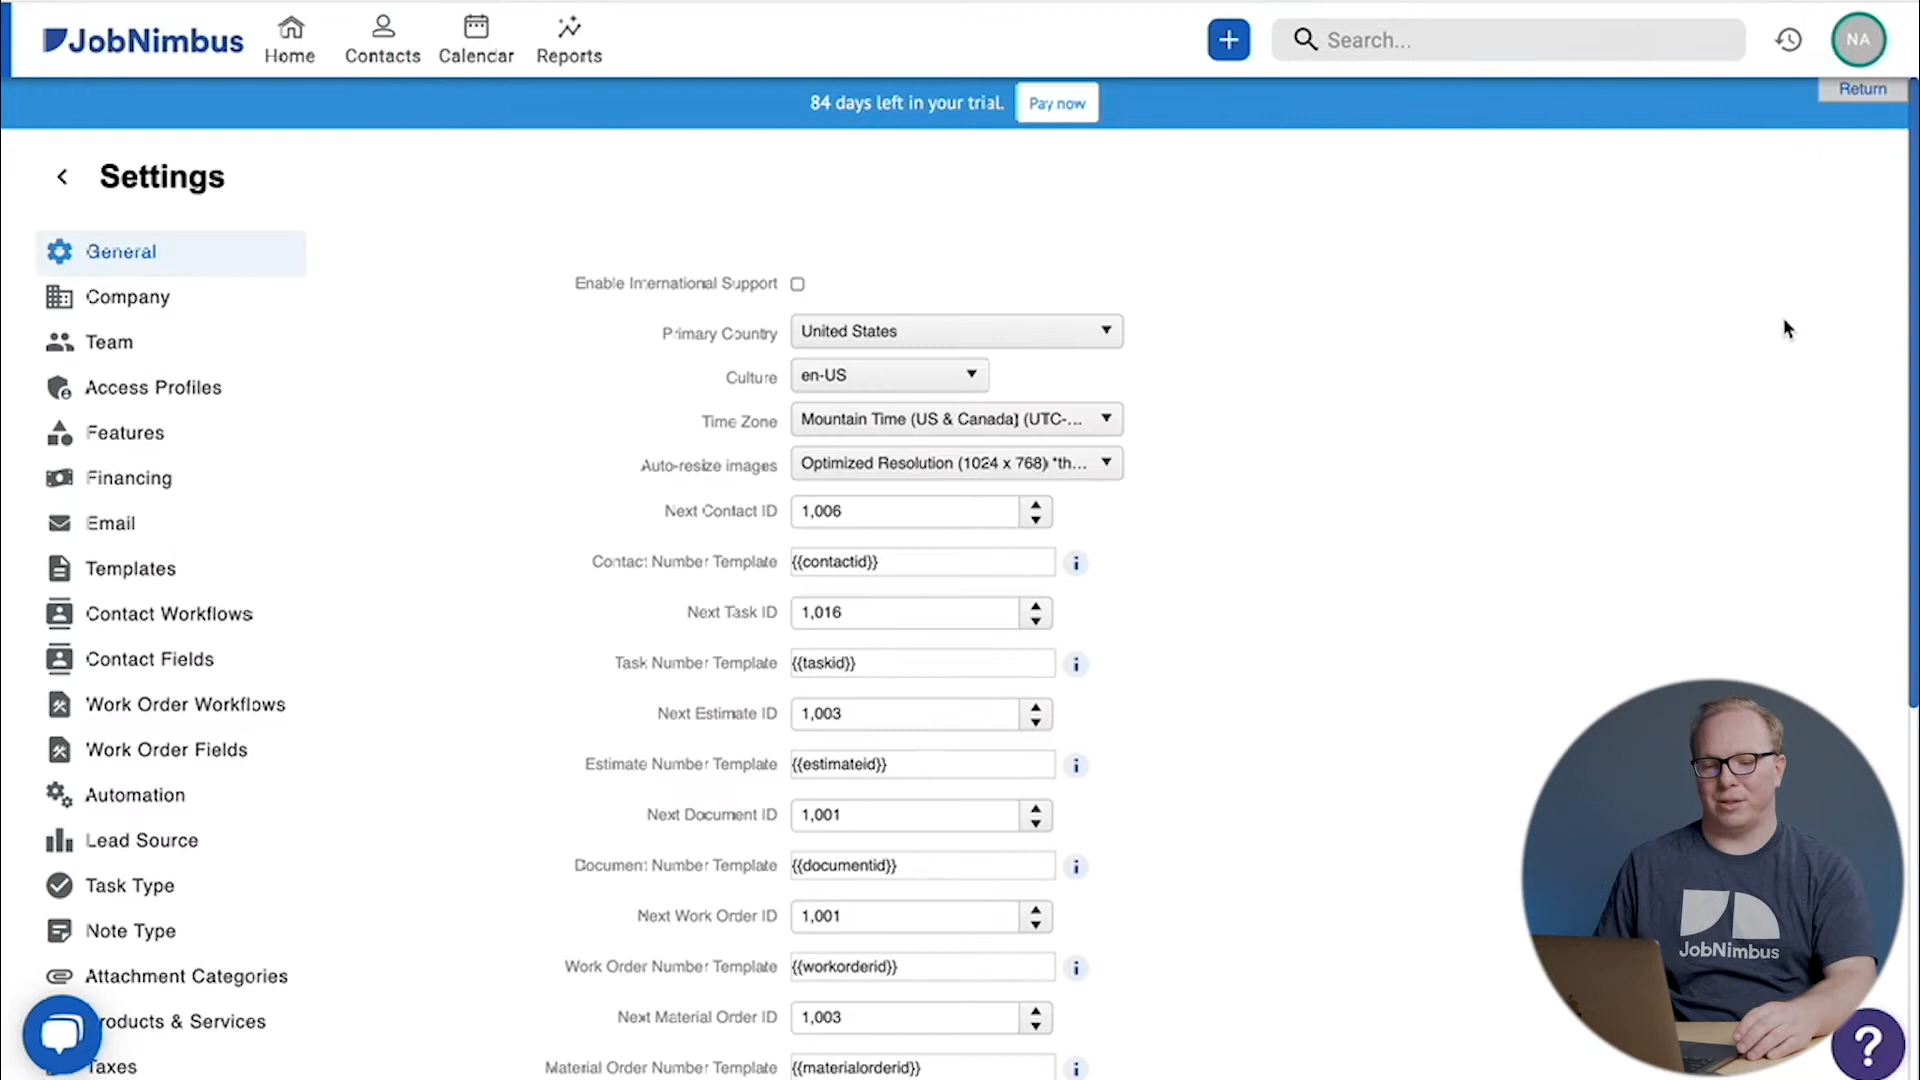 JobNimbus
Home
Contacts
Calendar
Reports
Search...
NA
84 days left in your trial.
Pay now
Return
Settings
General
Company
Team
Access Profiles
Features
Financing
Email
Templates
Contact Workflows
Contact Fields
Work Order Workflows
Work Order Fields
Automation
Lead Source
Task Type
Note Type
Attachment Categories
Products & Services
Taxes
Enable International Support
Primary Country
United States
Culture
en-US
Time Zone
Mountain Time (US & Canada) (UTC-...
Auto-resize images
Optimized Resolution (1024 x 768) *th...
Next Contact ID
1,006
Contact Number Template
{{contactid}}
Next Task ID
1,016
Task Number Template
{{taskid}}
Next Estimate ID
1,003
Estimate Number Template
{{estimateid}}
Next Document ID
1,001
Document Number Template
{{documentid}}
Next Work Order ID
1,001
Work Order Number Template
{{workorderid}}
Next Material Order ID
1,003
Material Order Number Template
{{materialorderid}}
JobNimbus